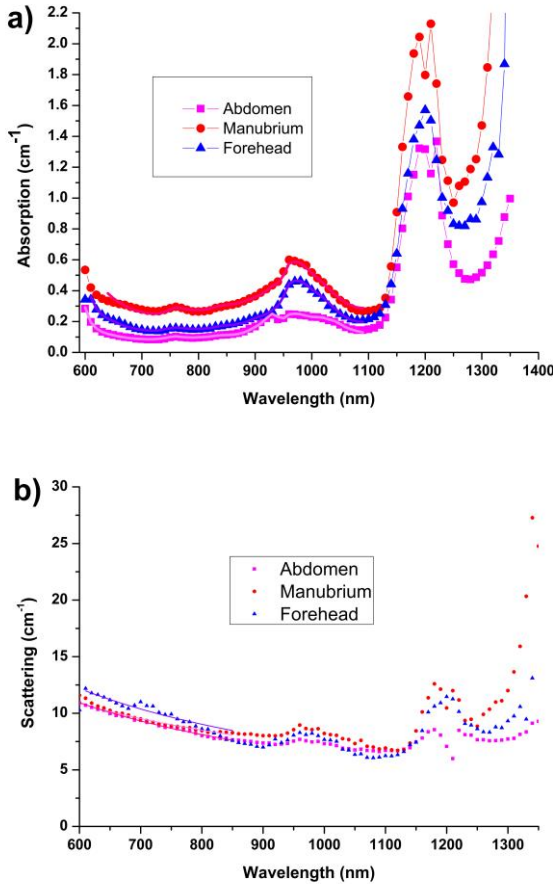 a)
2.2
2.0
1.8
1.6
1.4
1.2
1.0
0.8
0.6
0.4
0.2
0.0
Absorption (cm⁻¹)
Abdomen
Manubrium
Forehead
600 700 800 900 1000 1100 1200 1300 1400
Wavelength (nm)
b)
30
25
20
15
10
5
0
Scattering (cm⁻¹)
Abdomen
Manubrium
Forehead
600 700 800 900 1000 1100 1200 1300
Wavelength (nm)